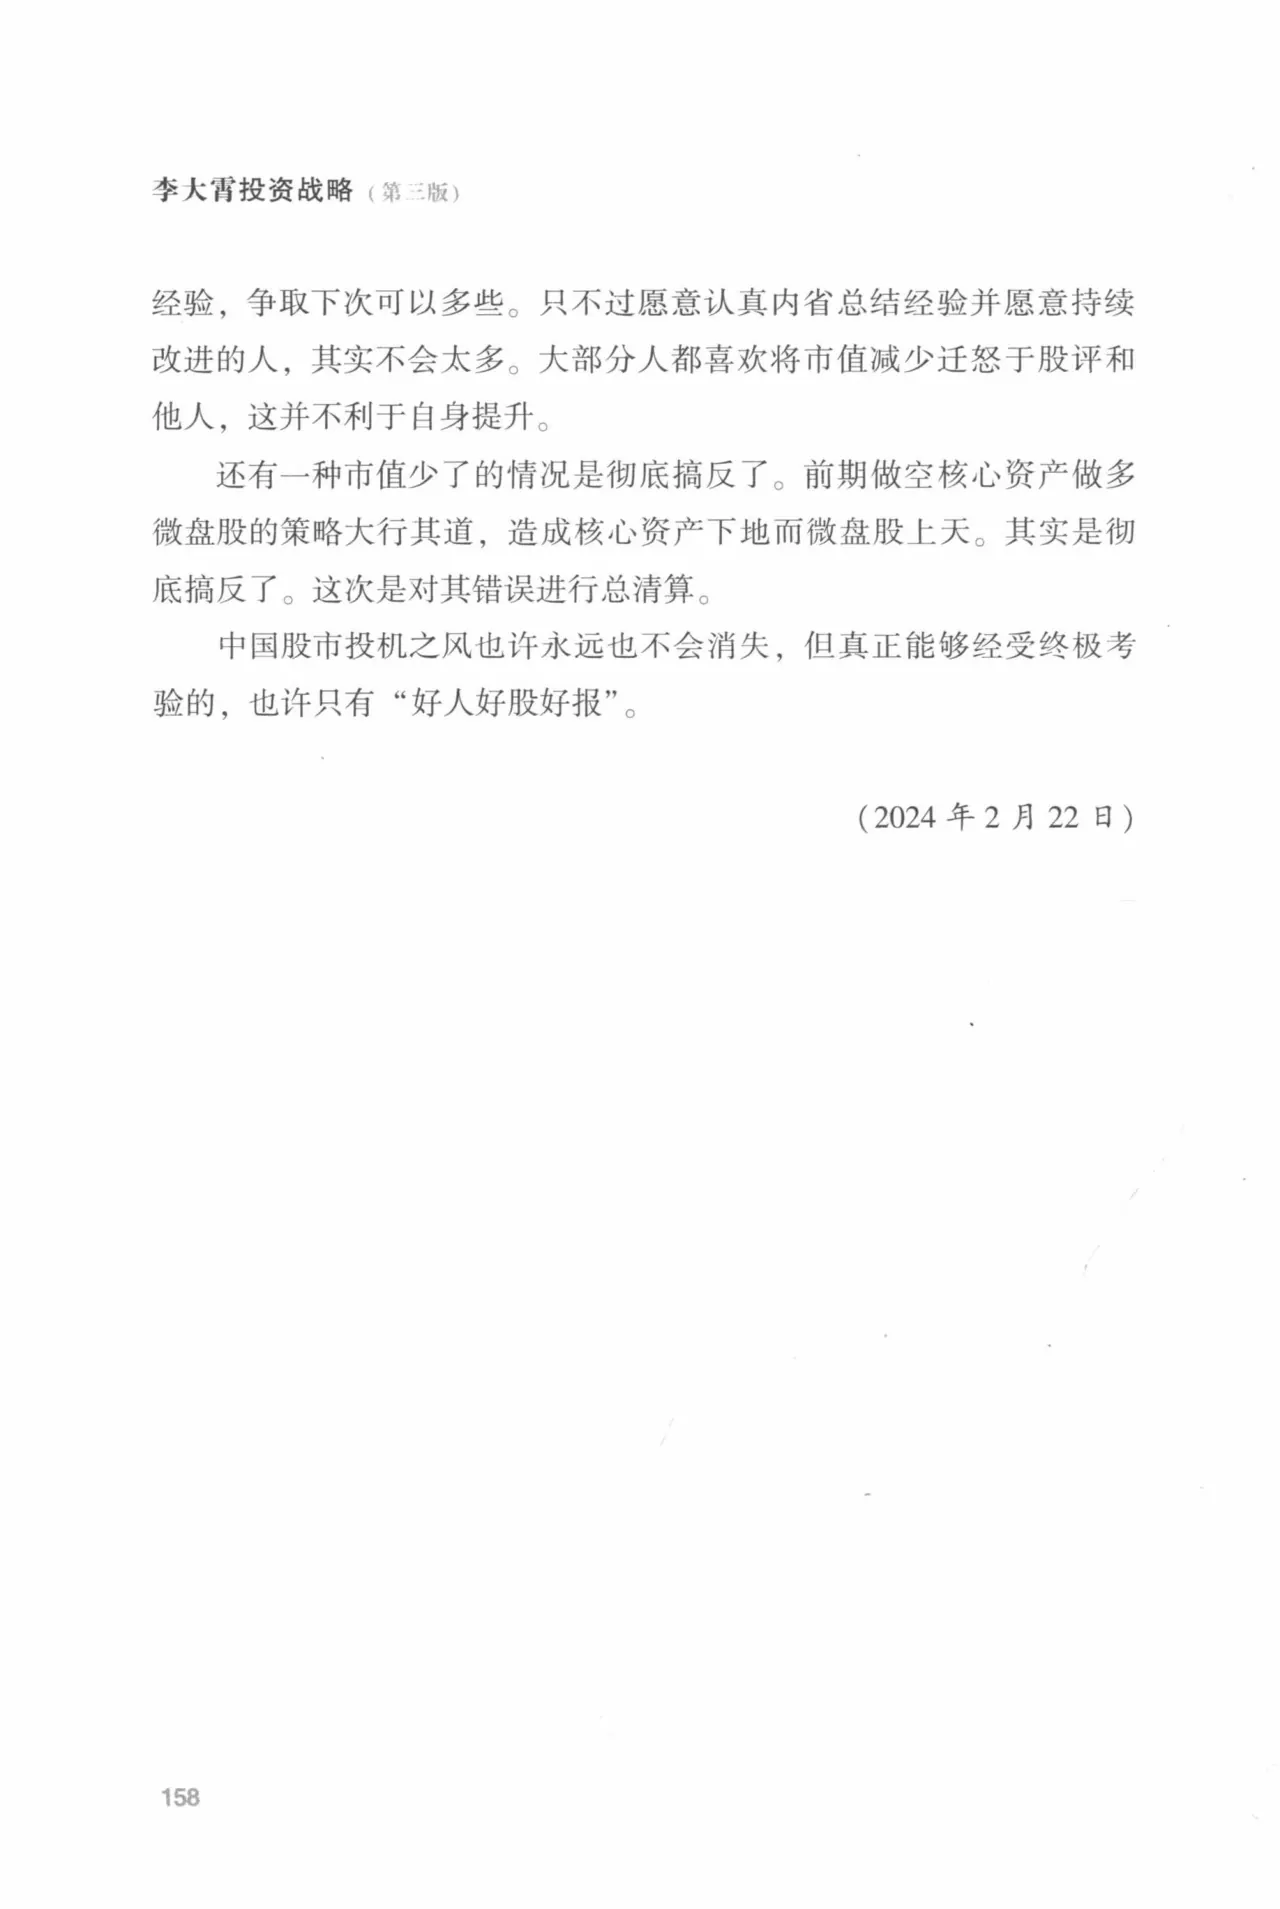 李大霄投资战略（第三版）
经验，争取下次可以多些。只不过愿意认真内省总结经验并愿意持续
改进的人，其实不会太多。大部分人都喜欢将市值减少迁怒于股评和
他人，这并不利于自身提升。
还有一种市值少了的情况是彻底搞反了。前期做空核心资产做多
微盘股的策略大行其道，造成核心资产下地而微盘股上天。其实是彻
底搞反了。这次是对其错误进行总清算。
中国股市投机之风也许永远也不会消失，但真正能够经受终极考
验的，也许只有“好人好股好报”。
（2024 年 2 月 22 日）
158